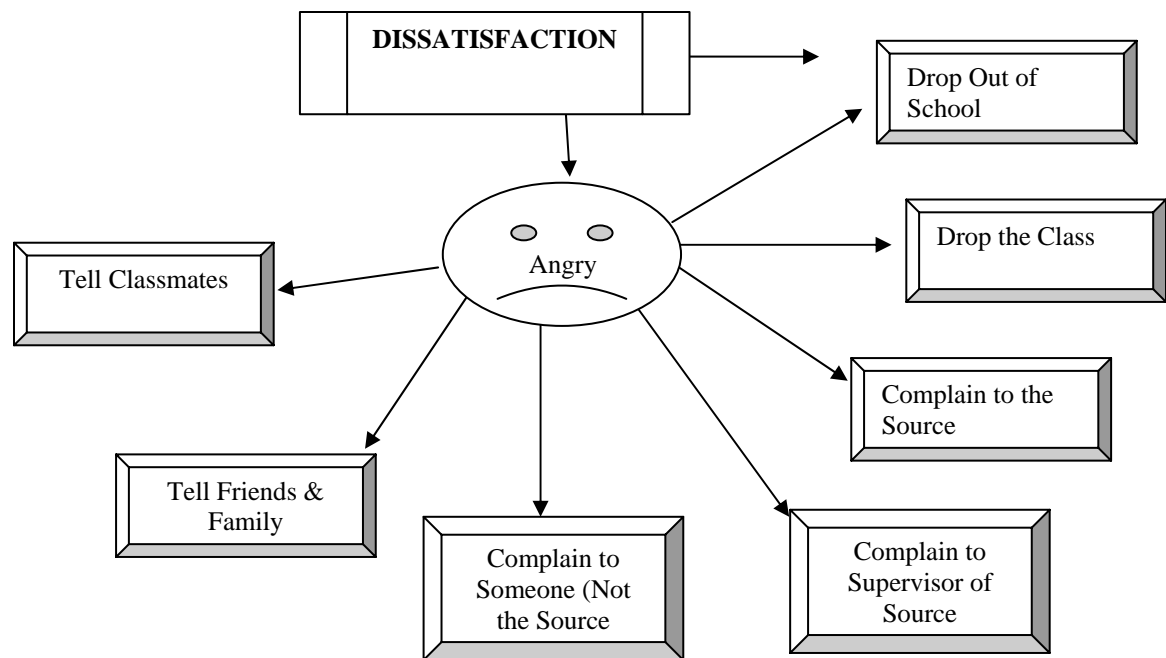 DISSATISFACTION
Drop Out of
School
Drop the Class
Angry
Tell Classmates
Complain to the
Source
Tell Friends &
Family
Complain to
Someone (Not
the Source
Complain to
Supervisor of
Source